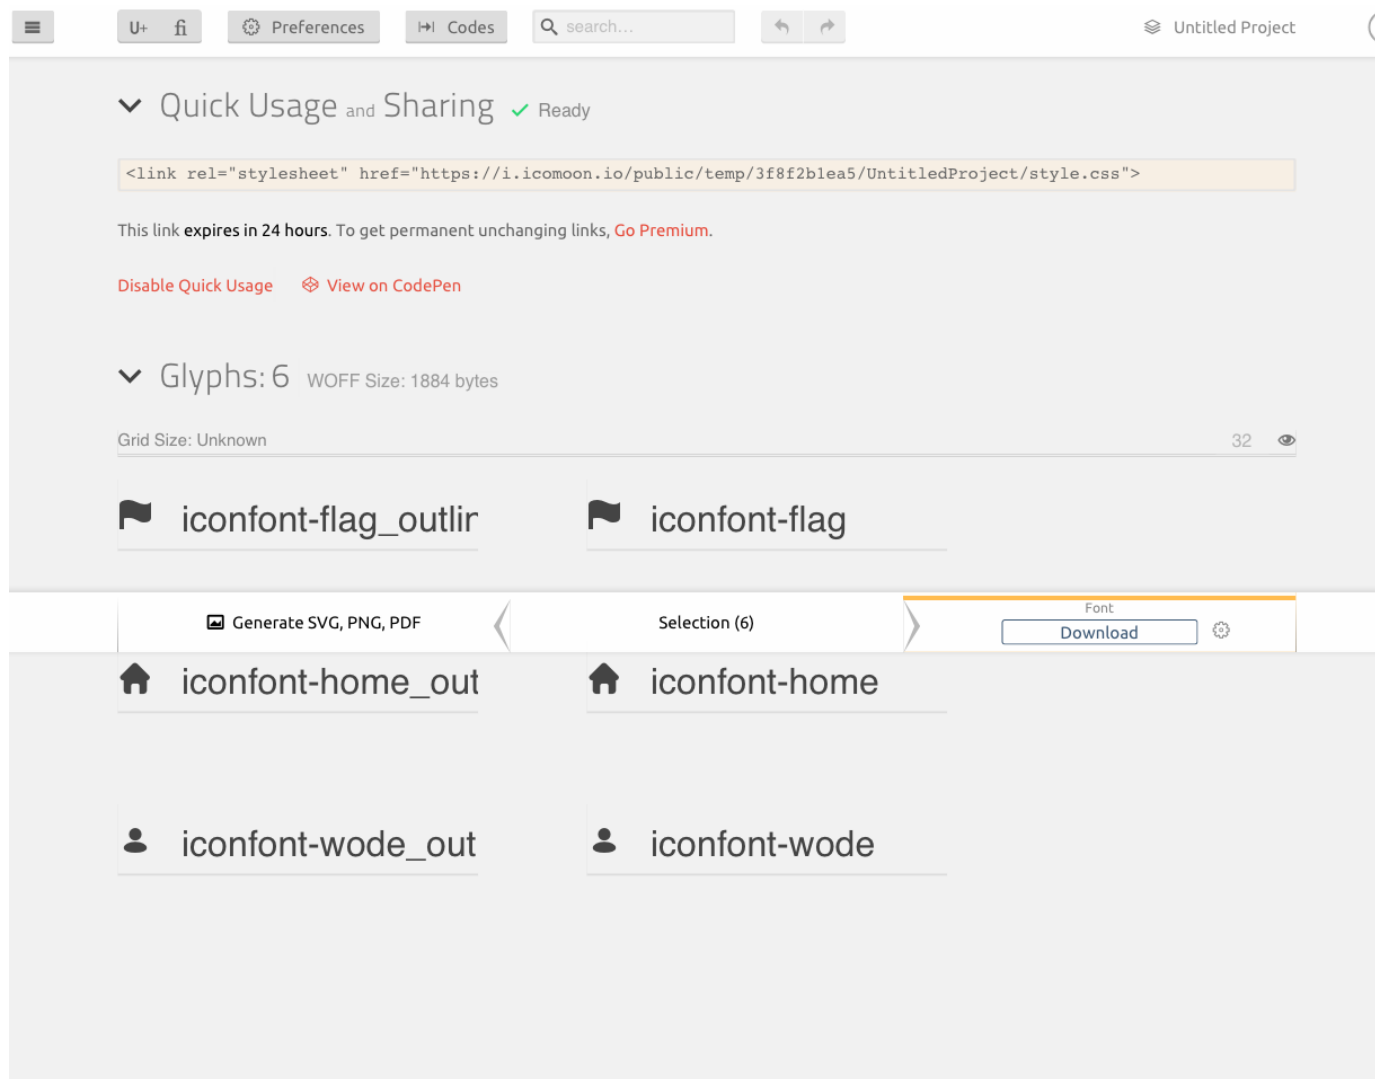 U+ fi Preferences Codes search... Untitled Project
Quick Usage and Sharing Ready
<link rel="stylesheet" href="https://i.icomoon.io/public/temp/3f8f2b1ea5/UntitledProject/style.css">
This link expires in 24 hours. To get permanent unchanging links, Go Premium.
Disable Quick Usage View on CodePen
Glyphs: 6 WOFF Size: 1884 bytes
Grid Size: Unknown 32
iconfont-flag_outlin iconfont-flag
Generate SVG, PNG, PDF Selection (6) Font
Download
iconfont-home_out iconfont-home
iconfont-wode_out iconfont-wode